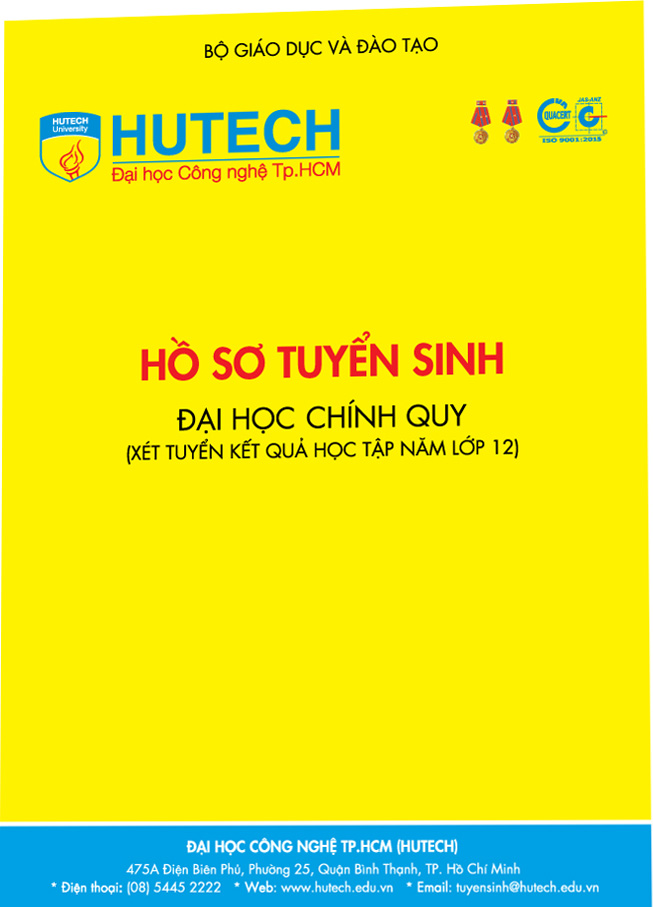 BỘ GIÁO DỤC VÀ ĐÀO TẠO
HUTECH
University
HUTECH
Đại học Công nghệ Tp.HCM
QUACERT
JAS-ANZ
ISO 9001:2015
HỒ SƠ TUYỂN SINH
ĐẠI HỌC CHÍNH QUY
(XÉT TUYỂN KẾT QUẢ HỌC TẬP NĂM LỚP 12)
ĐẠI HỌC CÔNG NGHỆ TP.HCM (HUTECH)
475A Điện Biên Phủ, Phường 25, Quận Bình Thạnh, TP. Hồ Chí Minh
* Điện thoại: (08) 5445 2222 * Web: www.hutech.edu.vn * Email: tuyensinh@hutech.edu.vn